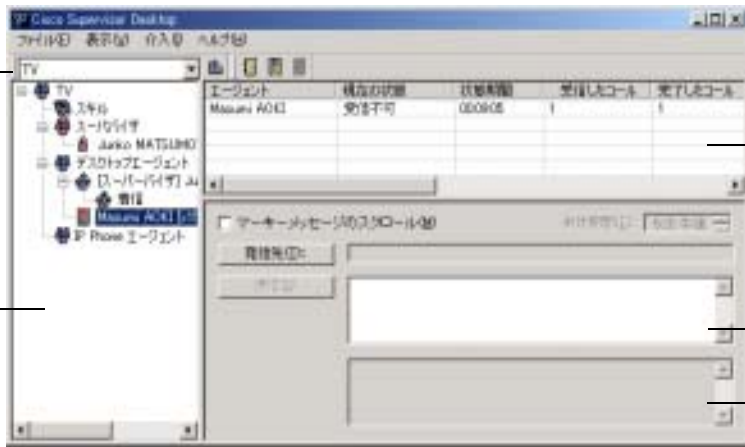 Cisco Supervisor Desktop
ファイル(F) 表示(V) 介入(I) ヘルプ(H)
TV
TV
スキル
スーパバイザ
Junko MATSUMO
デスクトップエージェント
[スーパーバイザ] Ju
着信
Masumi AOKI
IP Phone エージェント
エージェント 現在の状態 状態期間 受信したコール 完了したコール
Masumi AOKI 受信不可 00:09:05 1 1
マーキーメッセージのスクロール(M)